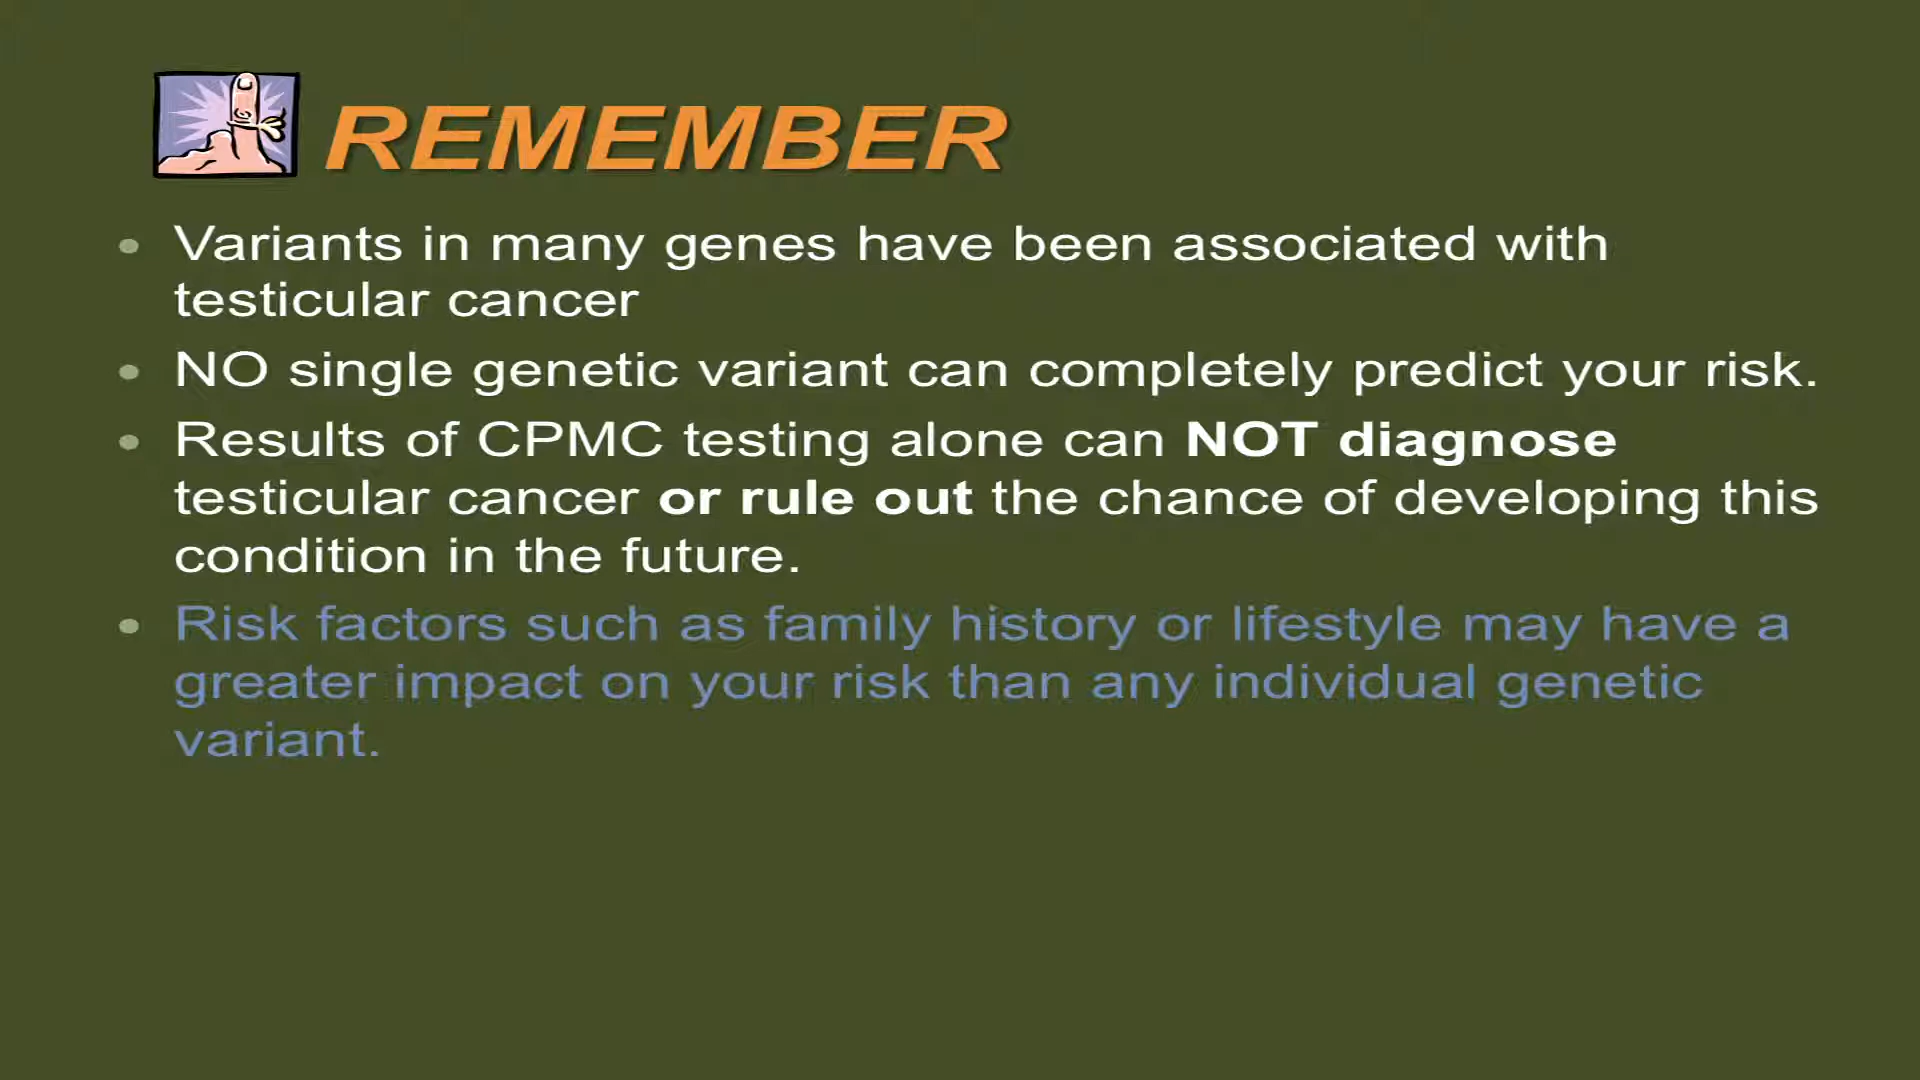 REMEMBER
• Variants in many genes have been associated with
testicular cancer
• NO single genetic variant can completely predict your risk.
• Results of CPMC testing alone can NOT diagnose
testicular cancer or rule out the chance of developing this
condition in the future.
• Risk factors such as family history or lifestyle may have a
greater impact on your risk than any individual genetic
variant.